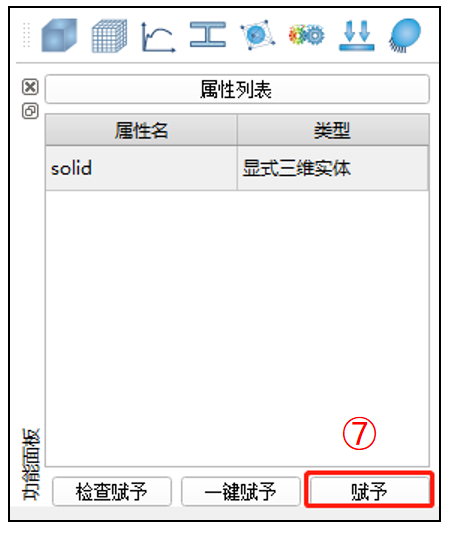 属性列表
属性名 类型
solid 显式三维实体
⑦
功能面板
检查赋予 一键赋予 赋予